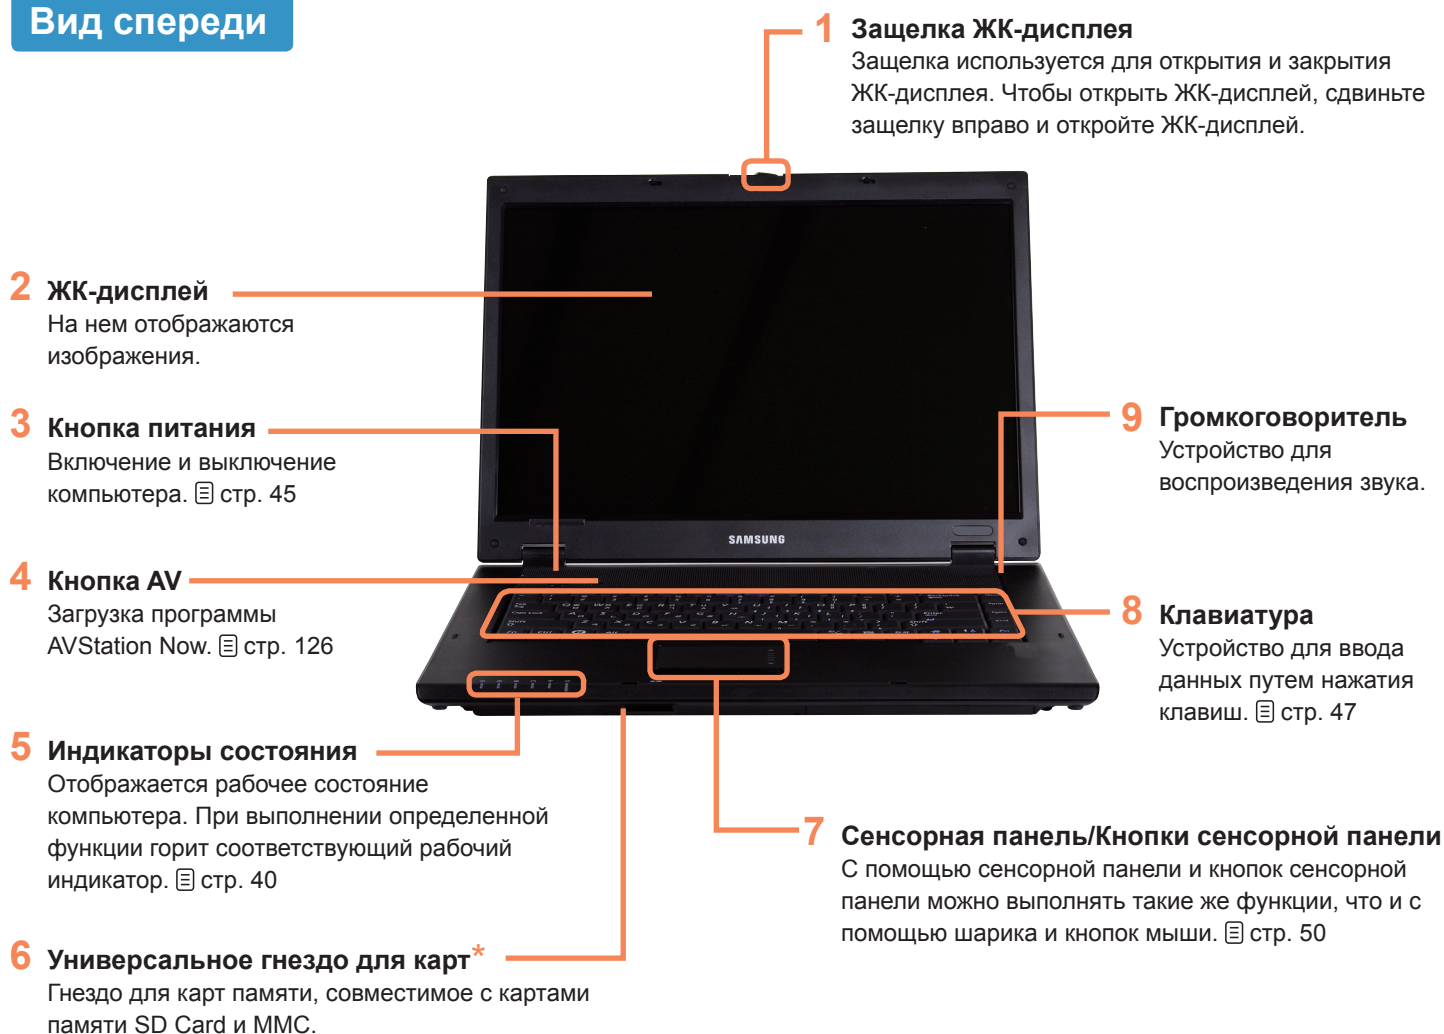 Вид спереди
1 Защелка ЖК-дисплея
Защелка используется для открытия и закрытия
ЖК-дисплея. Чтобы открыть ЖК-дисплей, сдвиньте
защелку вправо и откройте ЖК-дисплей.
2 ЖК-дисплей
На нем отображаются
изображения.
3 Кнопка питания
Включение и выключение
компьютера. стр. 45
4 Кнопка AV
Загрузка программы
AVStation Now. стр. 126
5 Индикаторы состояния
Отображается рабочее состояние
компьютера. При выполнении определенной
функции горит соответствующий рабочий
индикатор. стр. 40
6 Универсальное гнездо для карт*
Гнездо для карт памяти, совместимое с картами
памяти SD Card и MMC.
SAMSUNG
9 Громкоговоритель
Устройство для
воспроизведения звука.
8 Клавиатура
Устройство для ввода
данных путем нажатия
клавиш. стр. 47
7 Сенсорная панель/Кнопки сенсорной панели
С помощью сенсорной панели и кнопок сенсорной
панели можно выполнять такие же функции, что и с
помощью шарика и кнопок мыши. стр. 50